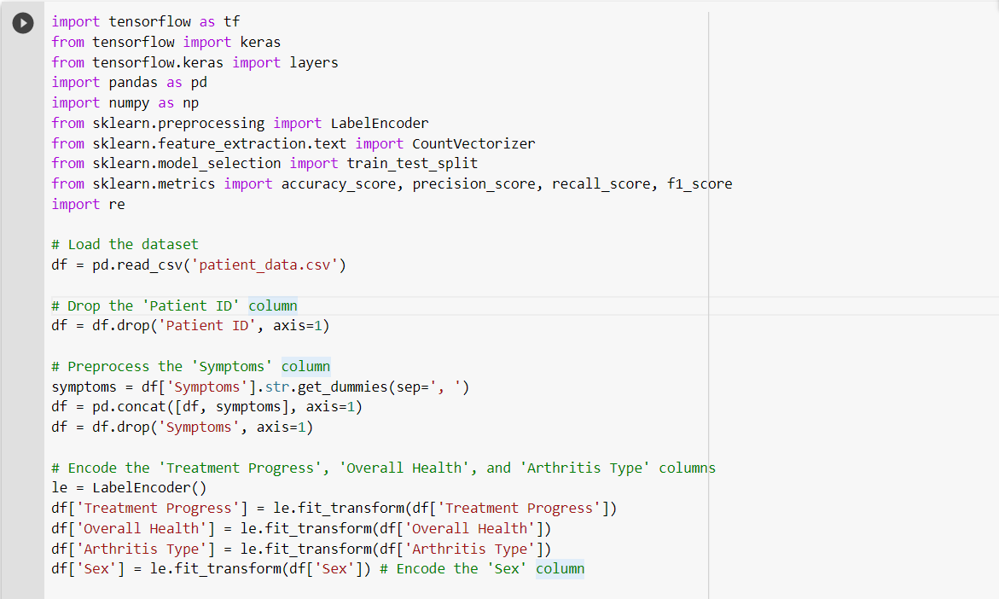 import tensorflow as tf
from tensorflow import keras
from tensorflow.keras import layers
import pandas as pd
import numpy as np
from sklearn.preprocessing import LabelEncoder
from sklearn.feature_extraction.text import CountVectorizer
from sklearn.model_selection import train_test_split
from sklearn.metrics import accuracy_score, precision_score, recall_score, f1_score
import re

# Load the dataset
df = pd.read_csv('patient_data.csv')

# Drop the 'Patient ID' column
df = df.drop('Patient ID', axis=1)

# Preprocess the 'Symptoms' column
symptoms = df['Symptoms'].str.get_dummies(sep=', ')
df = pd.concat([df, symptoms], axis=1)
df = df.drop('Symptoms', axis=1)

# Encode the 'Treatment Progress', 'Overall Health', and 'Arthritis Type' columns
le = LabelEncoder()
df['Treatment Progress'] = le.fit_transform(df['Treatment Progress'])
df['Overall Health'] = le.fit_transform(df['Overall Health'])
df['Arthritis Type'] = le.fit_transform(df['Arthritis Type'])
df['Sex'] = le.fit_transform(df['Sex']) # Encode the 'Sex' column